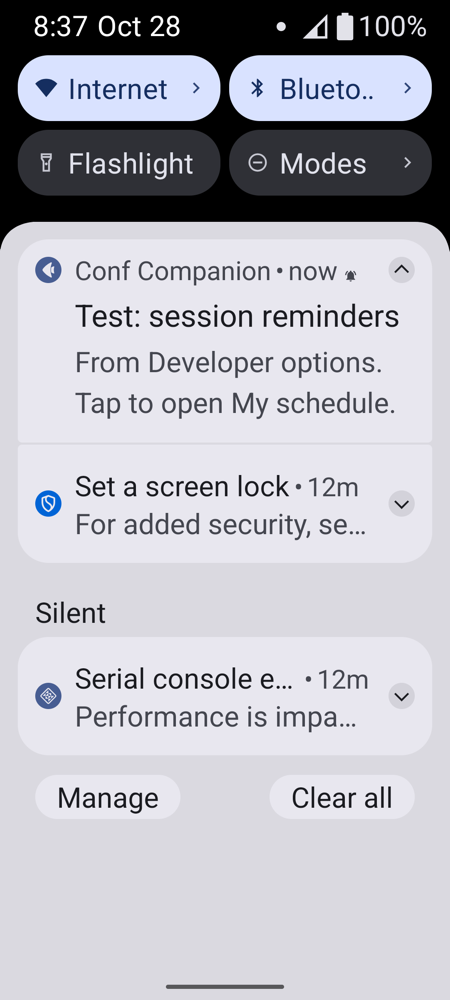 8:37 Oct 28 100%
Internet Blueto..
Flashlight Modes
Conf Companion • now
Test: session reminders
From Developer options.
Tap to open My schedule.
Set a screen lock • 12m
For added security, se...
Silent
Serial console e... • 12m
Performance is impa...
Manage Clear all